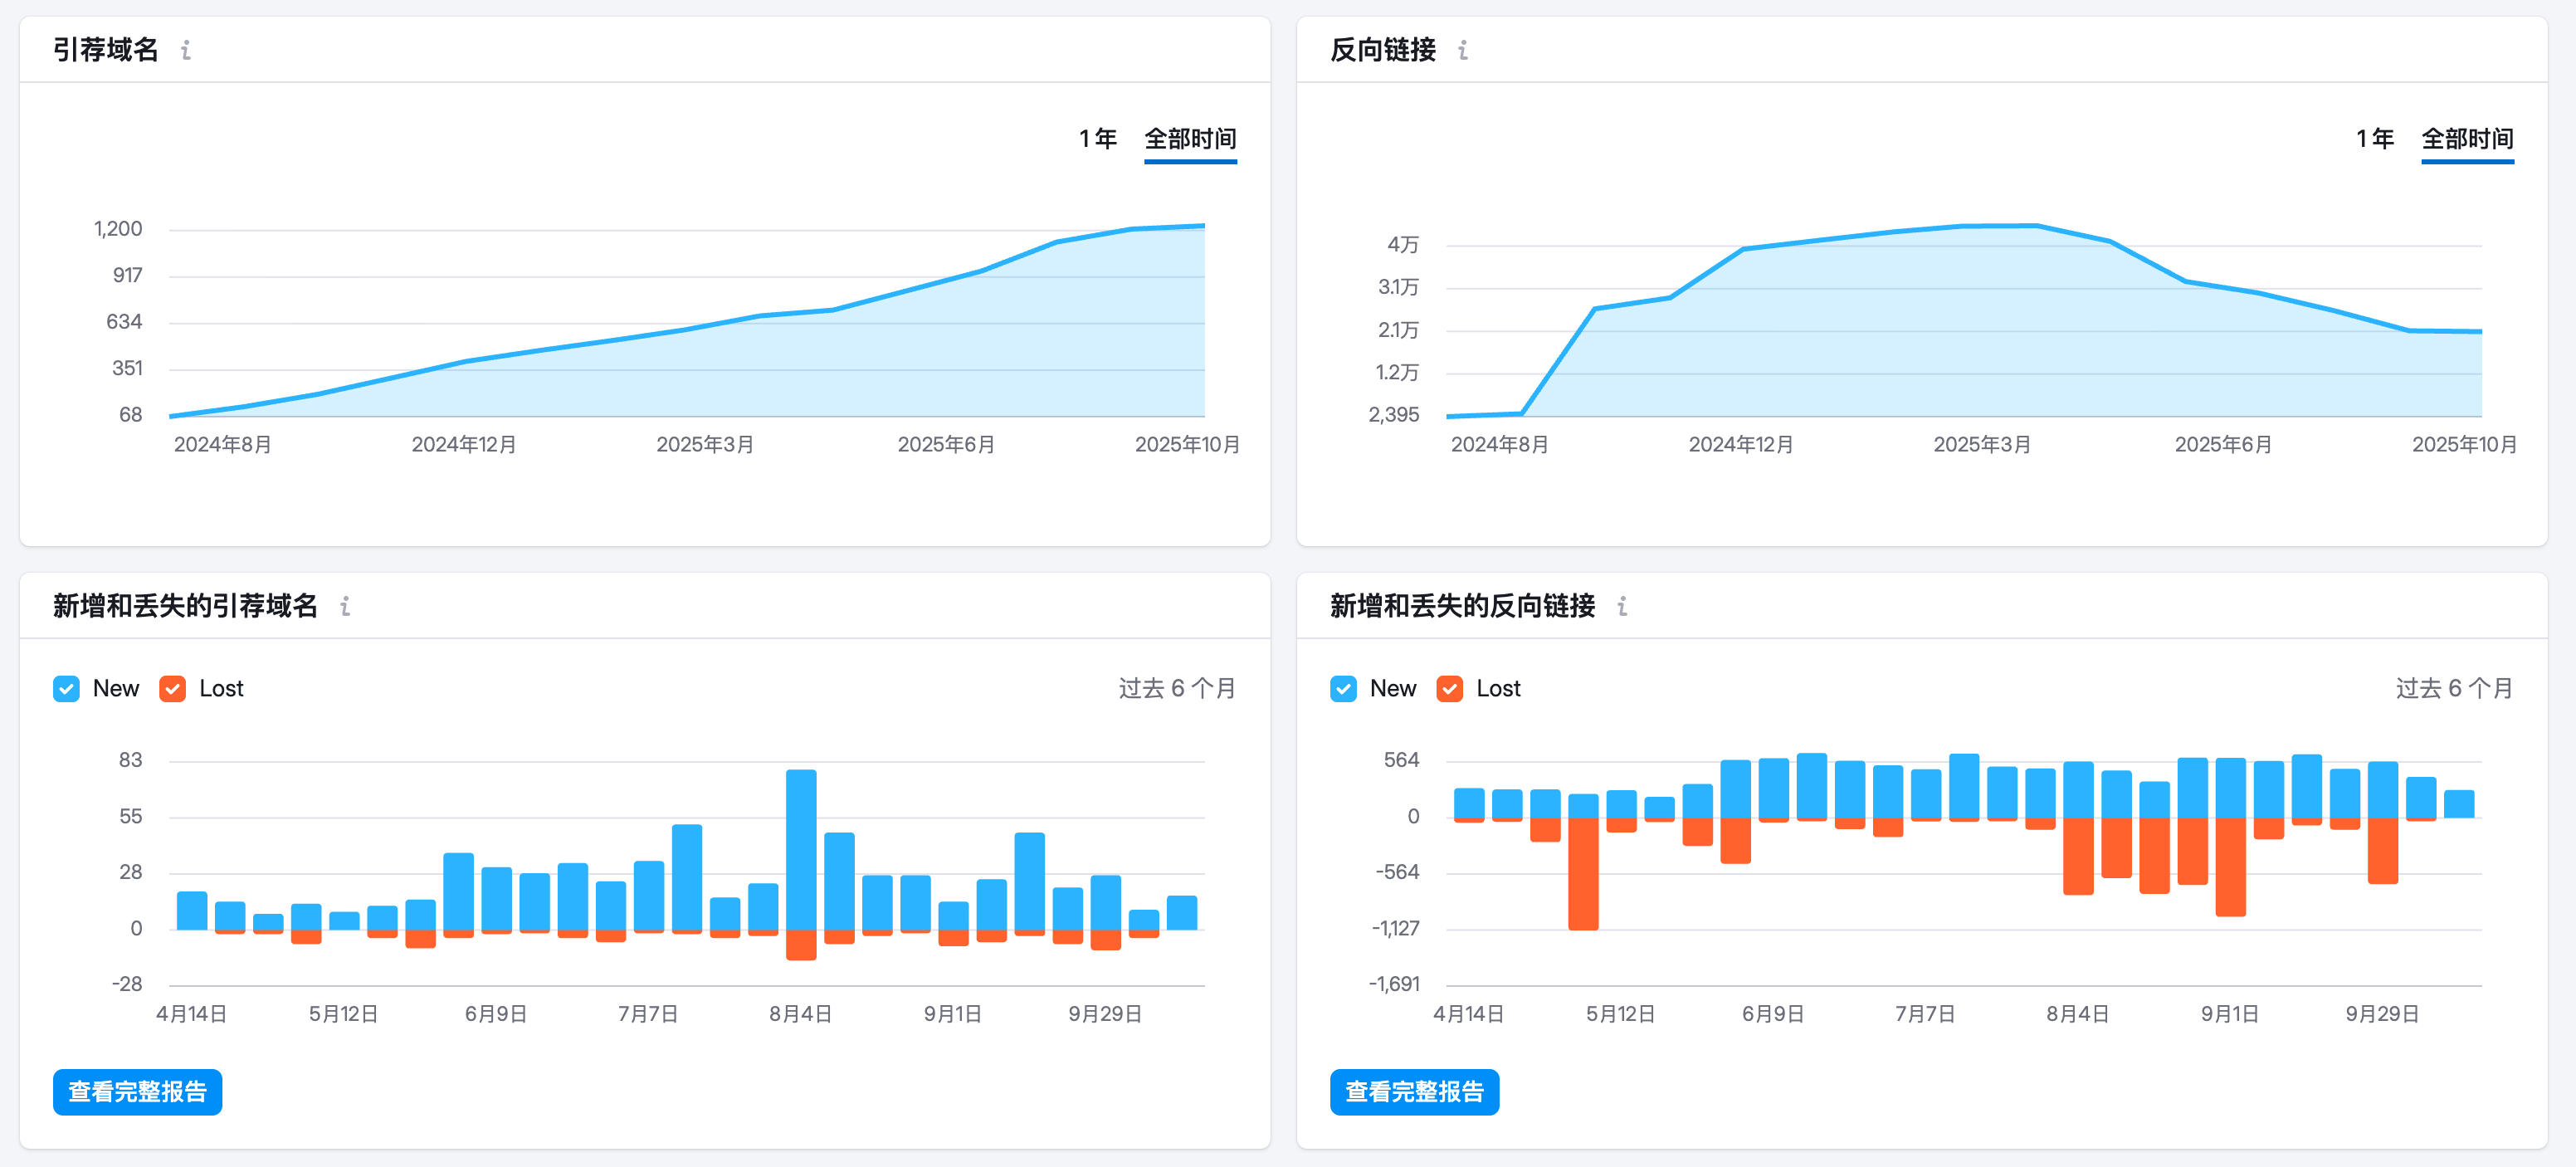 引荐域名 i
1 年 全部时间
1,200
917
634
351
68
2024年8月 2024年12月 2025年3月 2025年6月 2025年10月
反向链接 i
1 年 全部时间
4万
3.1万
2.1万
1.2万
2,395
2024年8月 2024年12月 2025年3月 2025年6月 2025年10月
新增和丢失的引荐域名 i
New Lost 过去 6 个月
83
55
28
0
-28
4月14日 5月12日 6月9日 7月7日 8月4日 9月1日 9月29日
查看完整报告
新增和丢失的反向链接 i
New Lost 过去 6 个月
564
0
-564
-1,127
-1,691
4月14日 5月12日 6月9日 7月7日 8月4日 9月1日 9月29日
查看完整报告